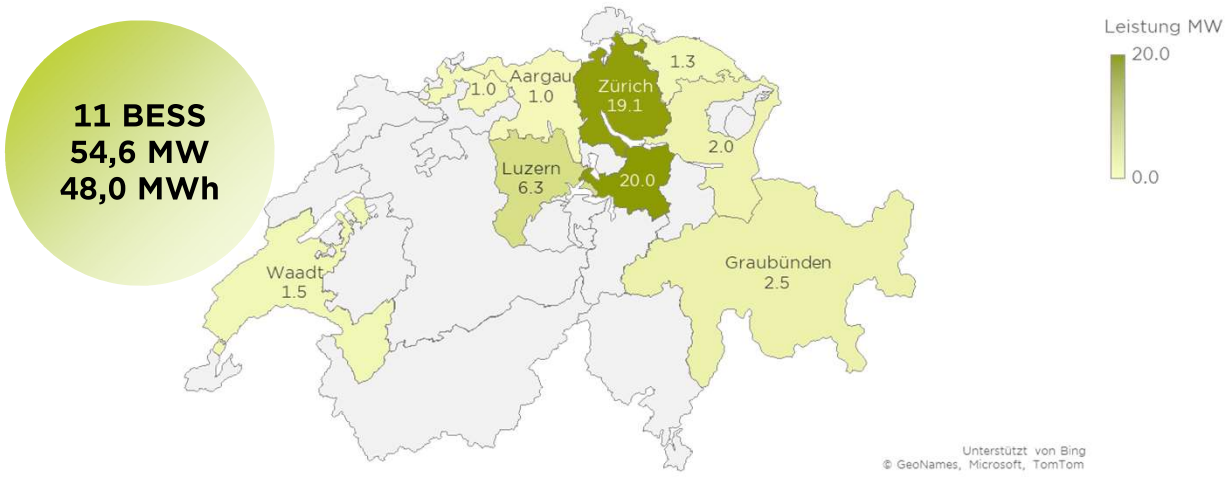 11 BESS
54,6 MW
48,0 MWh
Leistung MW
20.0
0.0
1.3
Aargau
1.0
1.0
Zürich
19.1
2.0
Luzern
6.3
20.0
Graubünden
2.5
Waadt
1.5
Unterstützt von Bing
© GeoNames, Microsoft, TomTom